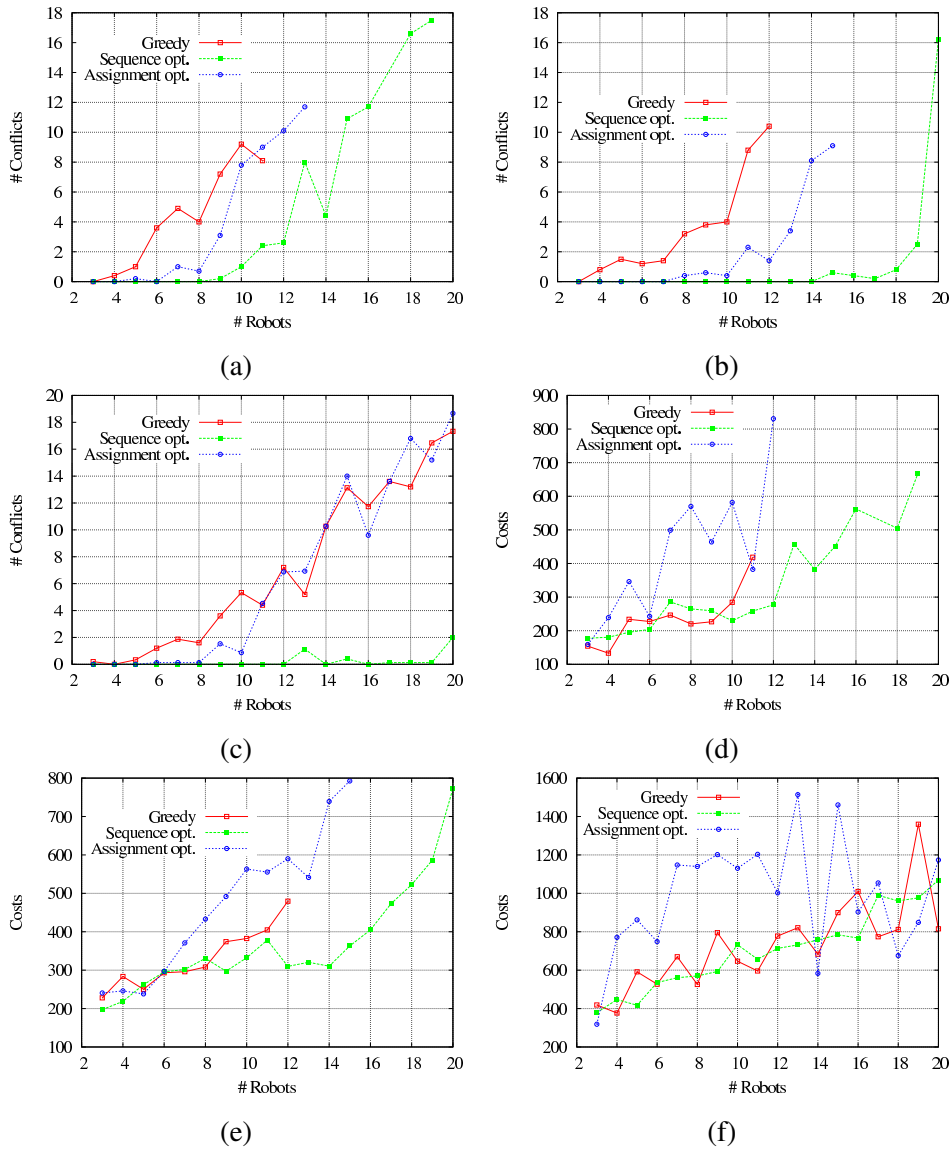 18
16
14
12
10
8
6
4
2
0
2 4 6 8 10 12 14 16 18 20
# Conflicts
# Robots
Greedy
Sequence opt.
Assignment opt.
(a)
18
16
14
12
10
8
6
4
2
0
2 4 6 8 10 12 14 16 18 20
# Conflicts
# Robots
Greedy
Sequence opt.
Assignment opt.
(b)
20
18
16
14
12
10
8
6
4
2
0
2 4 6 8 10 12 14 16 18 20
# Conflicts
# Robots
Greedy
Sequence opt.
Assignment opt.
(c)
900
800
700
600
500
400
300
200
100
2 4 6 8 10 12 14 16 18 20
Costs
# Robots
Greedy
Sequence opt.
Assignment opt.
(d)
800
700
600
500
400
300
200
100
2 4 6 8 10 12 14 16 18 20
Costs
# Robots
Greedy
Sequence opt.
Assignment opt.
(e)
1600
1400
1200
1000
800
600
400
200
2 4 6 8 10 12 14 16 18 20
Costs
# Robots
Greedy
Sequence opt.
Assignment opt.
(f)